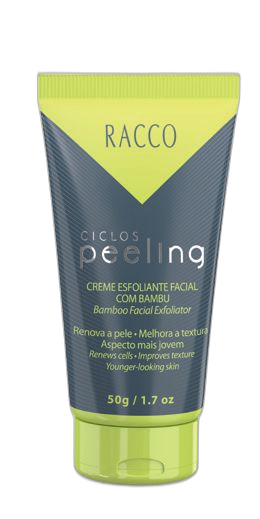 RACCO
CICLOS
peeling
CREME ESFOLIANTE FACIAL
COM BAMBU
Bamboo Facial Exfoliator
Renova a pele • Melhora a textura
Aspecto mais jovem
Renews cells • Improves texture
Younger-looking skin
50g / 1.7 oz